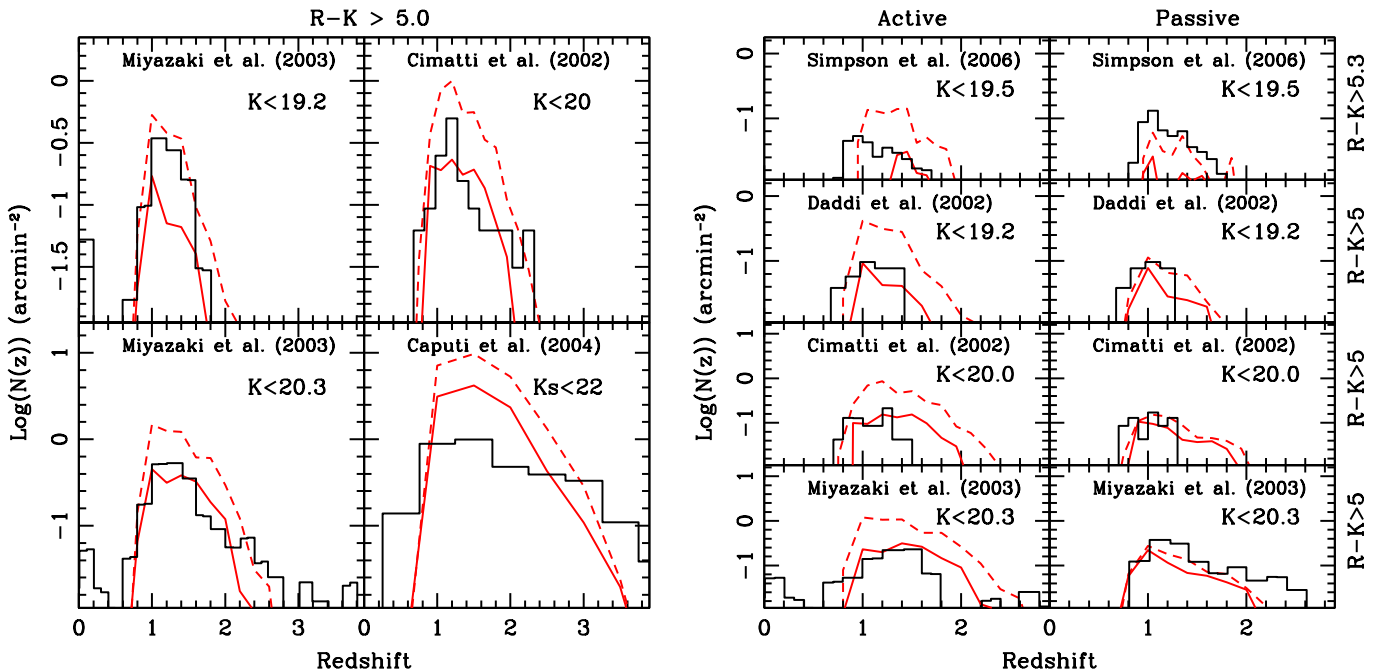 R−K > 5.0
Miyazaki et al. (2003)
K<19.2
Cimatti et al. (2002)
K<20
Miyazaki et al. (2003)
K<20.3
Caputi et al. (2004)
Ks<22
0
−0.5
−1
−1.5
1
0
−1
Log(N(z)) (arcmin⁻²)
0 1 2 3 1 2 3
Redshift
Active Passive
Simpson et al. (2006)
K<19.5
Simpson et al. (2006)
K<19.5
R−K>5.3
Daddi et al. (2002)
K<19.2
Daddi et al. (2002)
K<19.2
R−K>5
Cimatti et al. (2002)
K<20.0
Cimatti et al. (2002)
K<20.0
R−K>5
Miyazaki et al. (2003)
K<20.3
Miyazaki et al. (2003)
K<20.3
R−K>5
0
−1
0
−1
0
−1
0
−1
Log(N(z)) (arcmin⁻²)
0 1 2 0 1 2
Redshift